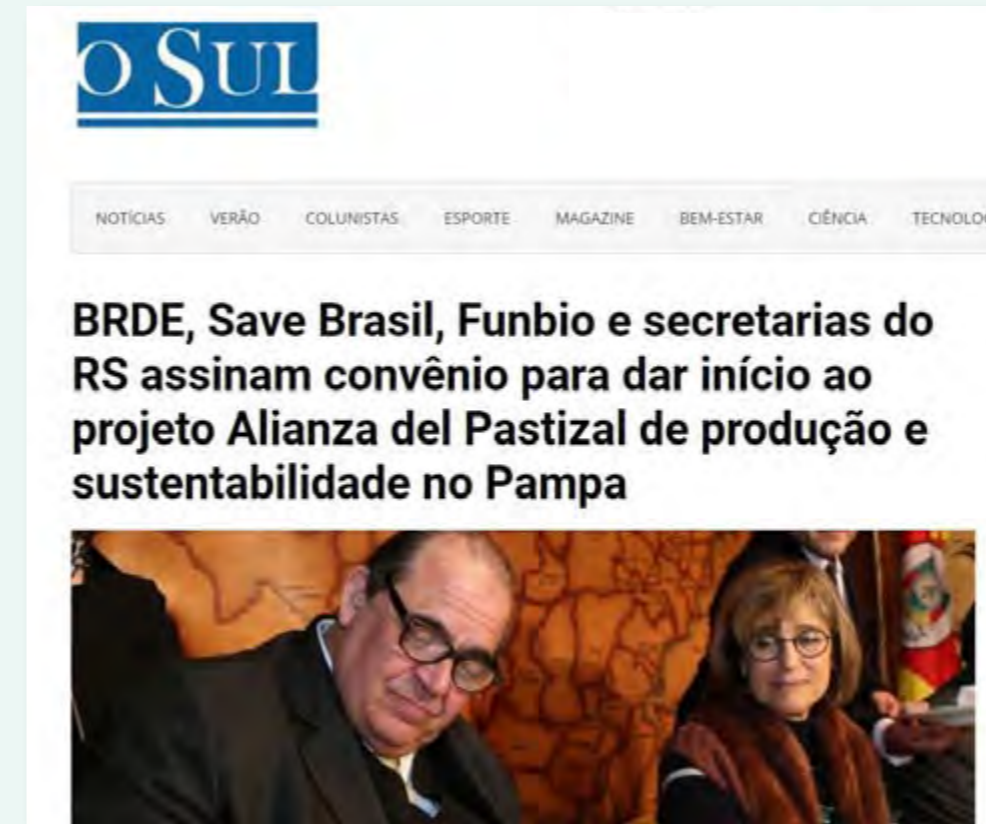 O SUL
NOTÍCIAS VERÃO COLUNISTAS ESPORTE MAGAZINE BEM-ESTAR CIÊNCIA
BRDE, Save Brasil, Funbio e secretarias do
RS assinam convênio para dar início ao
projeto Alianza del Pastizal de produção e
sustentabilidade no Pampa